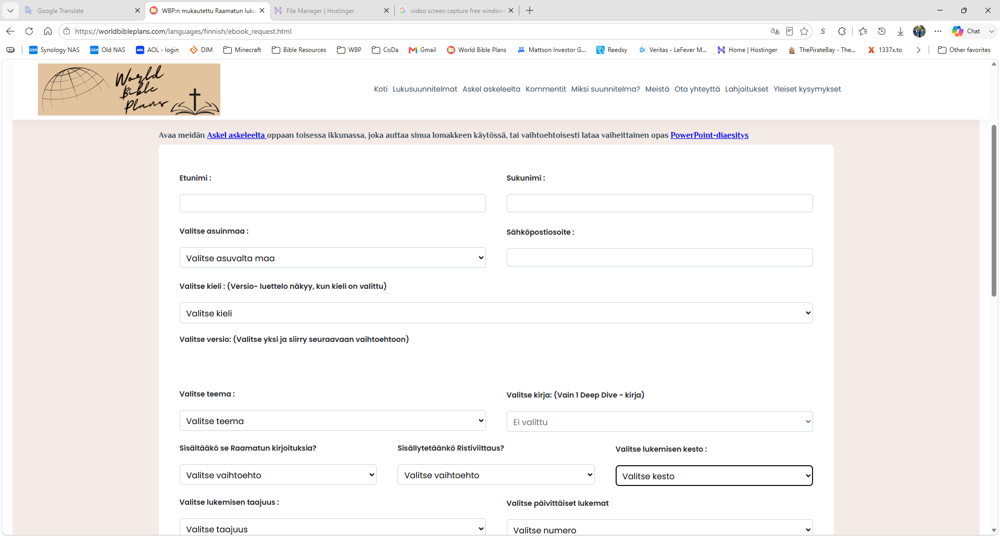 Google Translate
WBP:n mukautettu Raamatun luku
File Manager | Hostinger
video screen capture free windows
https://worldbibleplans.com/languages/finnish/ebook_request.html
Chat
Synology NAS
Old NAS
AOL - login
DIM
Minecraft
Bible Resources
WBP
CoDa
Gmail
World Bible Plans
Mattson Investor G...
Reedsy
Veritas - LeFever M...
Home | Hostinger
ThePirateBay - The...
1337x.to
Other favorites
World
Bible
Plans
Koti Lukusuunnitelmat Askel askeleelta Kommentit Miksi suunnitelma? Meistä Ota yhteyttä Lahjoitukset Yleiset kysymykset
Avaa meidän Askel askeleelta oppaan toisessa ikkunassa, joka auttaa sinua lomakkeen käytössä, tai vaihtoehtoisesti lataa vaiheittainen opas PowerPoint-diaesitys
Etunimi :
Sukunimi :
Valitse asuinmaa :
Sähköpostiosoite :
Valitse asuvalta maa
Valitse kieli : (Versio- luettelo näkyy, kun kieli on valittu)
Valitse kieli
Valitse versio: (Valitse yksi ja siirry seuraavaan vaihtoehtoon)
Valitse teema :
Valitse kirja: (Vain 1 Deep Dive - kirja)
Valitse teema
Ei valittu
Sisältääkö se Raamatun kirjoituksia?
Sisällytetäänkö Ristiviittaus?
Valitse lukemisen kesto :
Valitse vaihtoehto
Valitse vaihtoehto
Valitse kesto
Valitse lukemisen taajuus :
Valitse päivittäiset lukemat
Valitse taajuus
Valitse numero